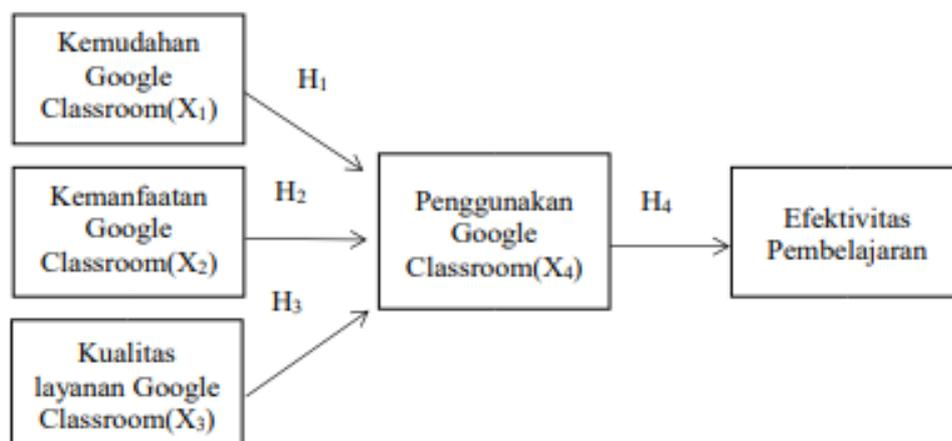 Kemudahan
Google
Classroom(X₁)
H₁
Kemanfaatan
Google
Classroom(X₂)
H₂
Kualitas
layanan Google
Classroom(X₃)
H₃
Penggunakan
Google
Classroom(X₄)
H₄
Efektivitas
Pembelajaran